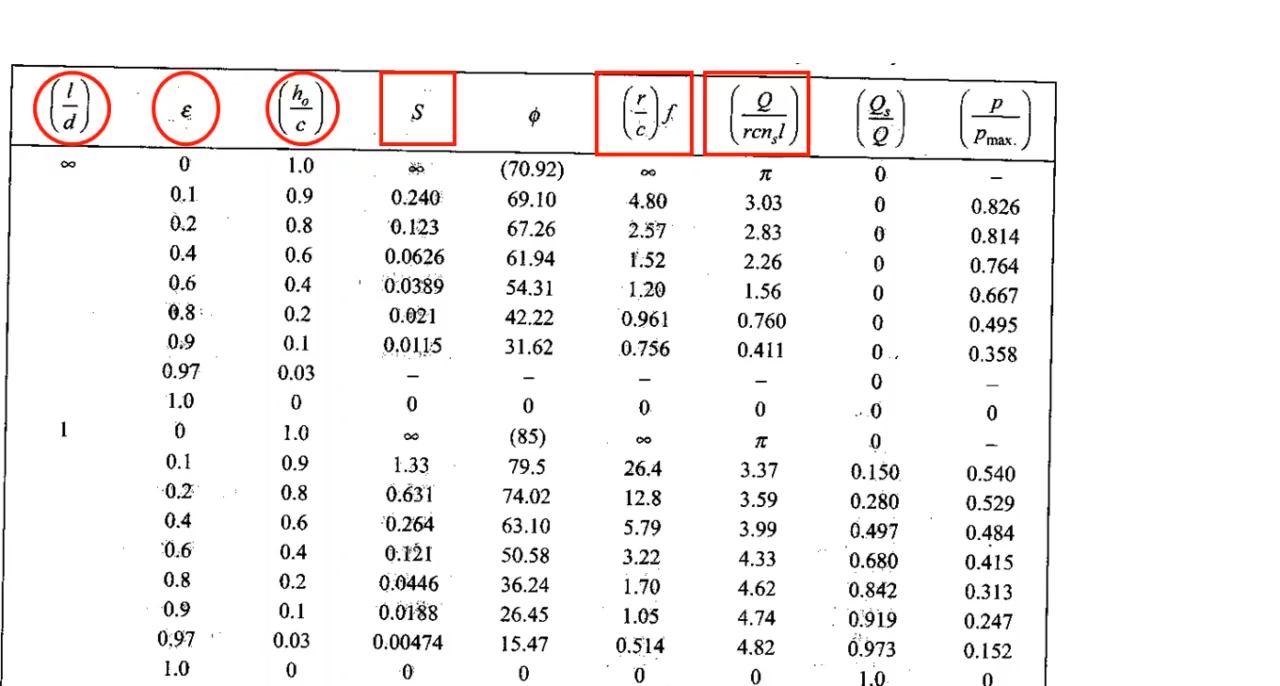 (l/d) ε (h₀/c) S ϕ (r/c)f (Q/rcnₛl) (Qₛ/Q) (p/pmax.)
∞ 0 1.0 ∞ (70.92) ∞ π 0 –
0.1 0.9 0.240 69.10 4.80 3.03 0 0.826
0.2 0.8 0.123 67.26 2.57 2.83 0 0.814
0.4 0.6 0.0626 61.94 1.52 2.26 0 0.764
0.6 0.4 0.0389 54.31 1.20 1.56 0 0.667
0.8 0.2 0.021 42.22 0.961 0.760 0 0.495
0.9 0.1 0.0115 31.62 0.756 0.411 0 0.358
0.97 0.03 – – – – 0 –
1.0 0 0 0 0 0 0 0
1 0 1.0 ∞ (85) ∞ π 0 –
0.1 0.9 1.33 79.5 26.4 3.37 0.150 0.540
0.2 0.8 0.631 74.02 12.8 3.59 0.280 0.529
0.4 0.6 0.264 63.10 5.79 3.99 0.497 0.484
0.6 0.4 0.121 50.58 3.22 4.33 0.680 0.415
0.8 0.2 0.0446 36.24 1.70 4.62 0.842 0.313
0.9 0.1 0.0188 26.45 1.05 4.74 0.919 0.247
0.97 0.03 0.00474 15.47 0.514 4.82 0.973 0.152
1.0 0 0 0 0 0 1.0 0